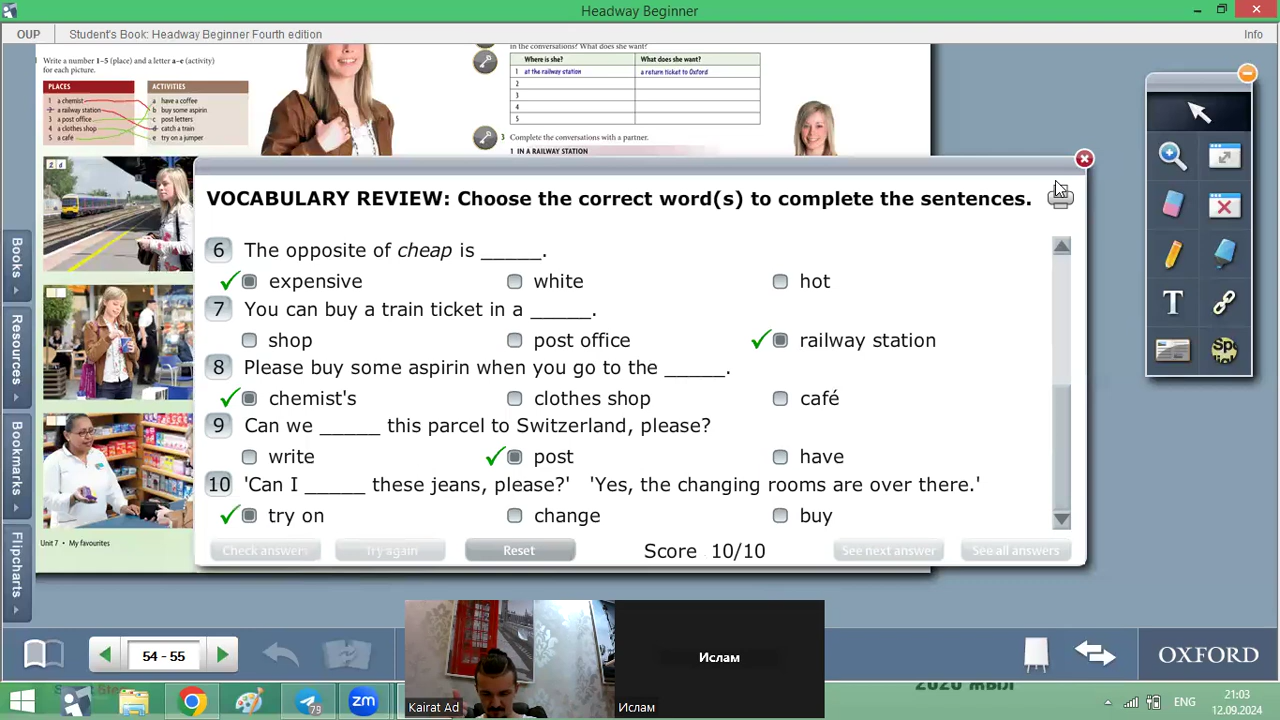 Headway Beginner
OUP
Student's Book: Headway Beginner Fourth edition
Info
Write a number 1–5 (place) and a letter a–e (activity)
for each picture.
PLACES
1 a chemist
2 a railway station
3 a post office
4 a clothes shop
5 a café
ACTIVITIES
a have a coffee
b buy some aspirin
c post letters
d catch a train
e try on a jumper
in the conversations? What does she want?
Where is she?
What does she want?
1 at the railway station
a return ticket to Oxford
2
3
4
5
3 Complete the conversations with a partner.
1 IN A RAILWAY STATION
2 d
VOCABULARY REVIEW: Choose the correct word(s) to complete the sentences.
6 The opposite of cheap is _____.
expensive white hot
7 You can buy a train ticket in a _____.
shop post office railway station
8 Please buy some aspirin when you go to the _____.
chemist's clothes shop café
9 Can we _____ this parcel to Switzerland, please?
write post have
10 'Can I _____ these jeans, please?' 'Yes, the changing rooms are over there.'
try on change buy
Check answers Try again Reset Score 10/10 See next answer See all answers
Unit 7 • My favourites
Books
Resources
Bookmarks
Flipcharts
T
54 - 55
OXFORD
Kairat Ad
Ислам
Ислам
79
zm
ENG
21:03
12.09.2024